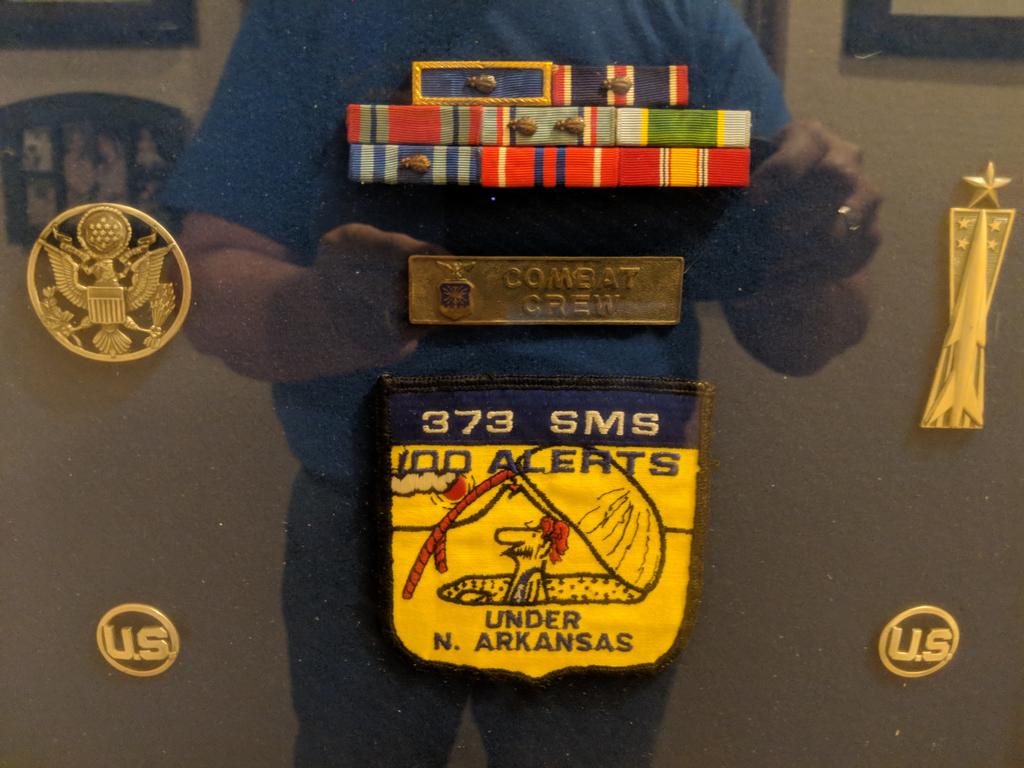 COMBAT
CREW
373 SMS
100 ALERTS
UNDER
N. ARKANSAS
U.S.
U.S.